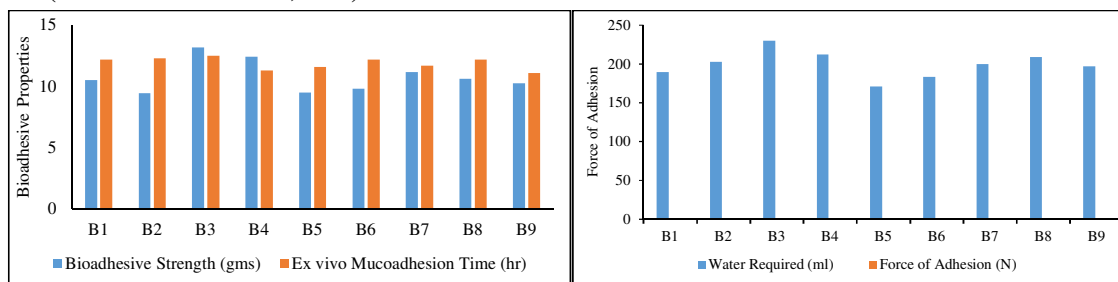 15
10
5
0
Bioadhesive Properties
B1 B2 B3 B4 B5 B6 B7 B8 B9
Bioadhesive Strength (gms) Ex vivo Mucoadhesion Time (hr)
250
200
150
100
50
0
Force of Adhesion
B1 B2 B3 B4 B5 B6 B7 B8 B9
Water Required (ml) Force of Adhesion (N)